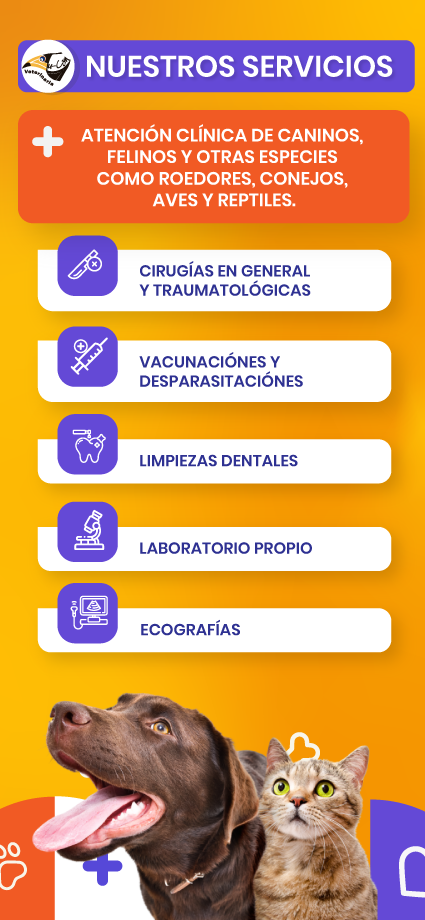 Veterinaria
NUESTROS SERVICIOS
ATENCIÓN CLÍNICA DE CANINOS,
FELINOS Y OTRAS ESPECIES
COMO ROEDORES, CONEJOS,
AVES Y REPTILES.
CIRUGÍAS EN GENERAL
Y TRAUMATOLÓGICAS
VACUNACIÓNES Y
DESPARASITACIÓNES
LIMPIEZAS DENTALES
LABORATORIO PROPIO
ECOGRAFÍAS